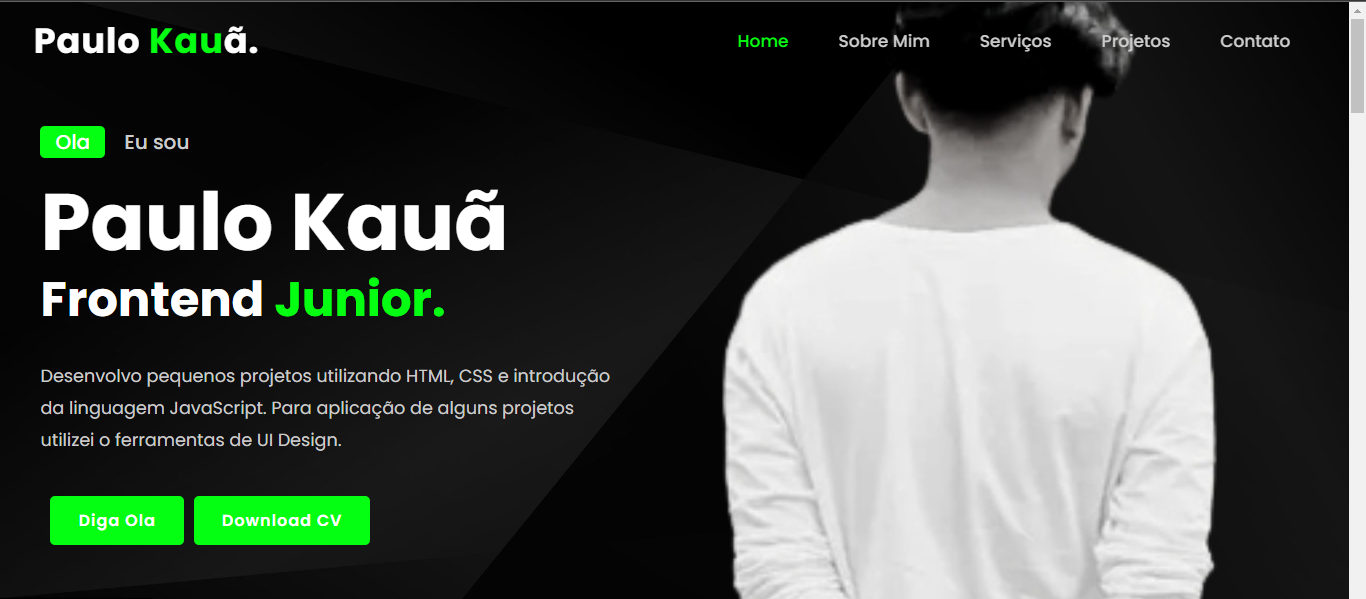 Paulo Kauã.
Home Sobre Mim Serviços Projetos Contato
Ola Eu sou
Paulo Kauã
Frontend Junior.
Desenvolvo pequenos projetos utilizando HTML, CSS e introdução
da linguagem JavaScript. Para aplicação de alguns projetos
utilizei o ferramentas de UI Design.
Diga Ola Download CV